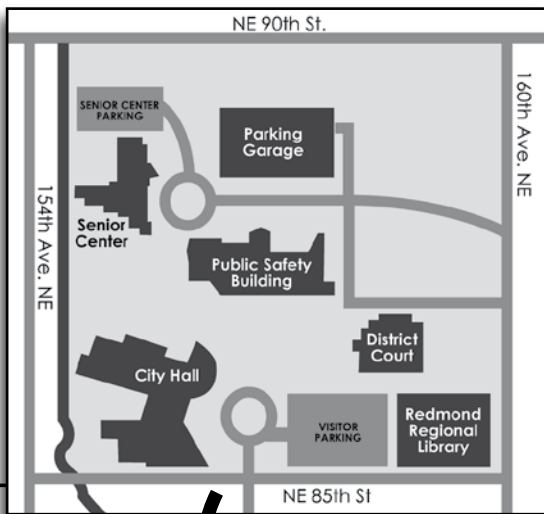 NE 90th St.
SENIOR CENTER
PARKING
Parking
Garage
160th Ave. NE
154th Ave. NE
Senior
Center
Public Safety
Building
District
Court
City Hall
VISITOR
PARKING
Redmond
Regional
Library
NE 85th St